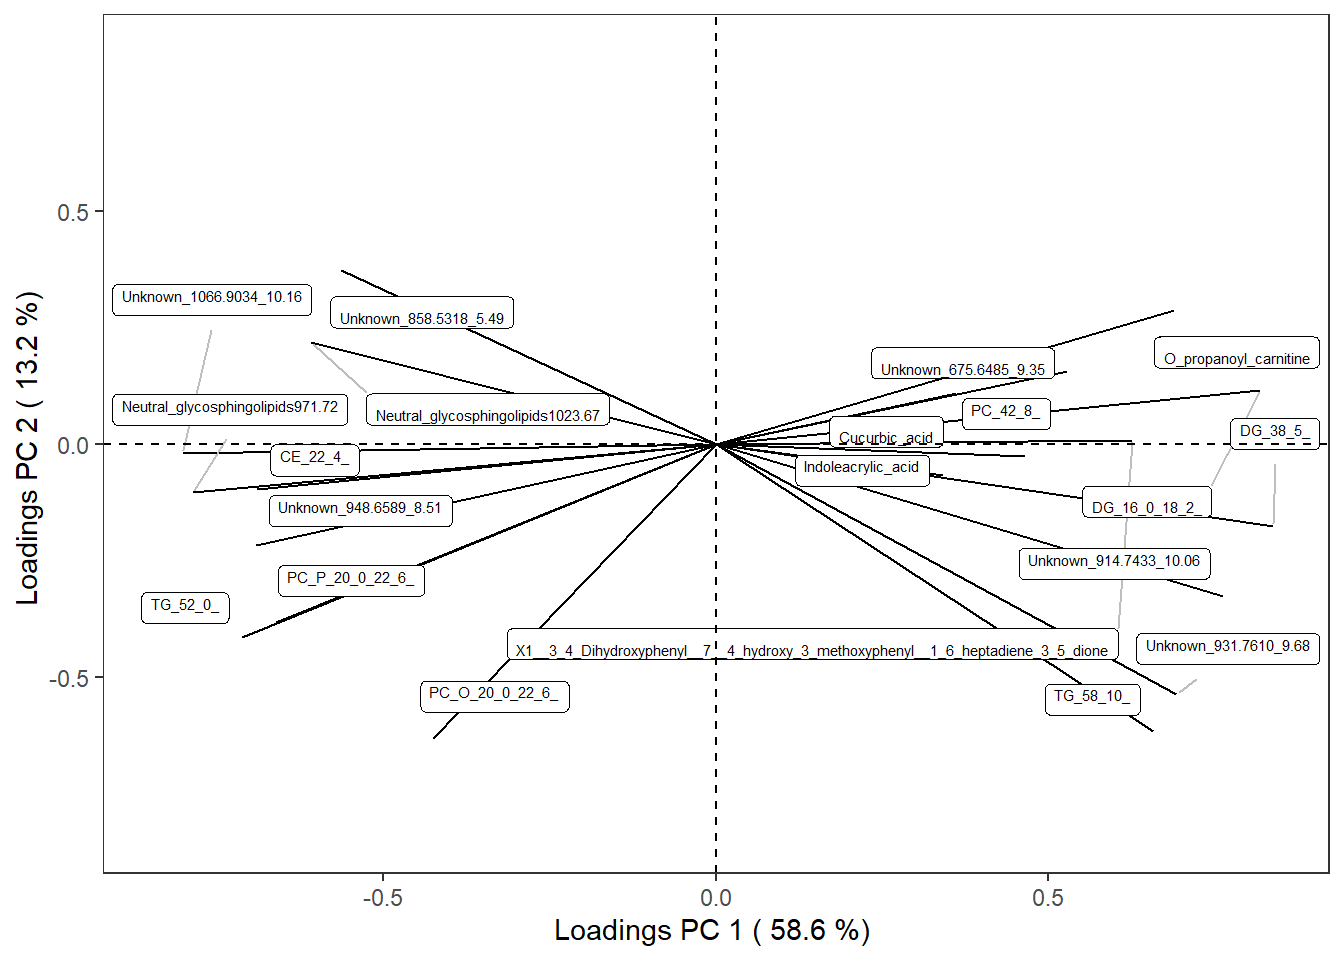 Loadings PC 2 ( 13.2 %)
0.5
0.0
-0.5
Unknown_1066.9034_10.16
Unknown_858.5318_5.49
Unknown_675.6485_9.35
O_propanoyl_carnitine
Neutral_glycosphingolipids971.72
Neutral_glycosphingolipids1023.67
PC_42_8_
Cucurbic_acid
DG_38_5_
CE_22_4_
Indoleacrylic_acid
Unknown_948.6589_8.51
DG_16_0_18_2_
Unknown_914.7433_10.06
PC_P_20_0_22_6_
TG_52_0_
X1__3_4_Dihydroxyphenyl__7__4_hydroxy_3_methoxyphenyl__1_6_heptadiene_3_5_dione
Unknown_931.7610_9.68
PC_O_20_0_22_6_
TG_58_10_
-0.5
0.0
0.5
Loadings PC 1 ( 58.6 %)